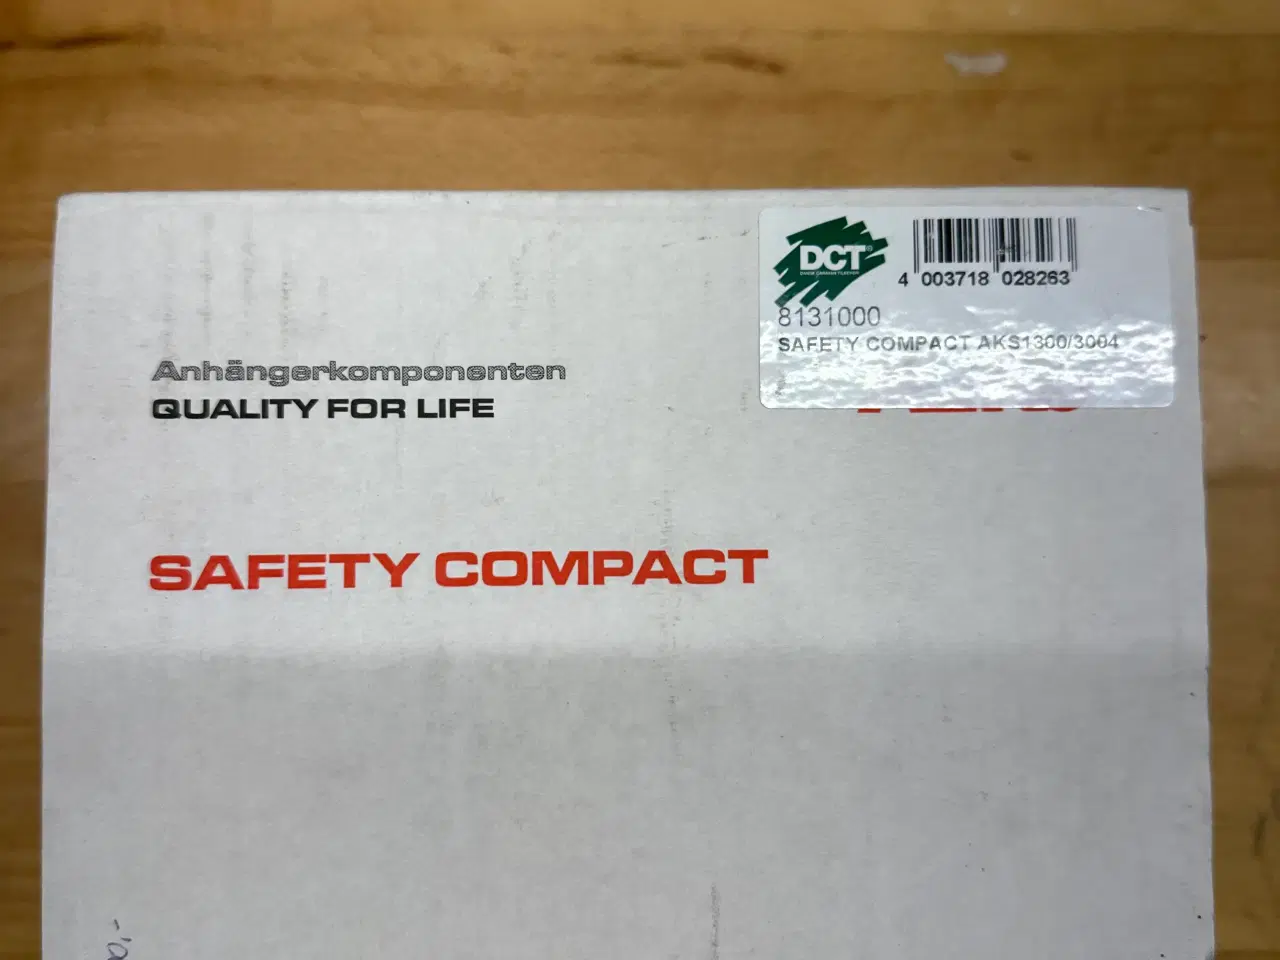 DCT®
4 003718 028263
8131000
SAFETY COMPACT AKS1300/3004
Anhängerkomponenten
QUALITY FOR LIFE
SAFETY COMPACT